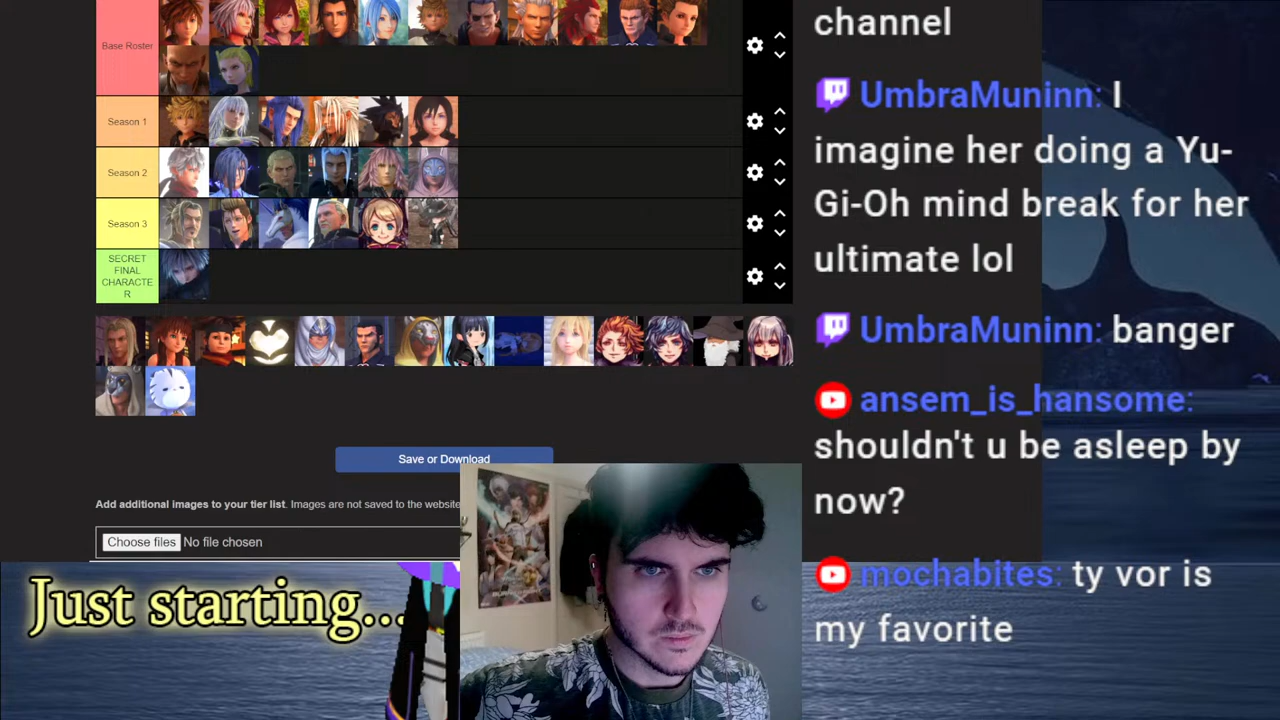 Base Roster
Season 1
Season 2
Season 3
SECRET
FINAL
CHARACTE
R
Save or Download
Add additional images to your tier list. Images are not saved to the website
Choose files No file chosen
Just starting...
channel
UmbraMuninn: I
imagine her doing a Yu-
Gi-Oh mind break for her
ultimate lol
UmbraMuninn: banger
ansem_is_hansome:
shouldn't u be asleep by
now?
mochabites: ty vor is
my favorite